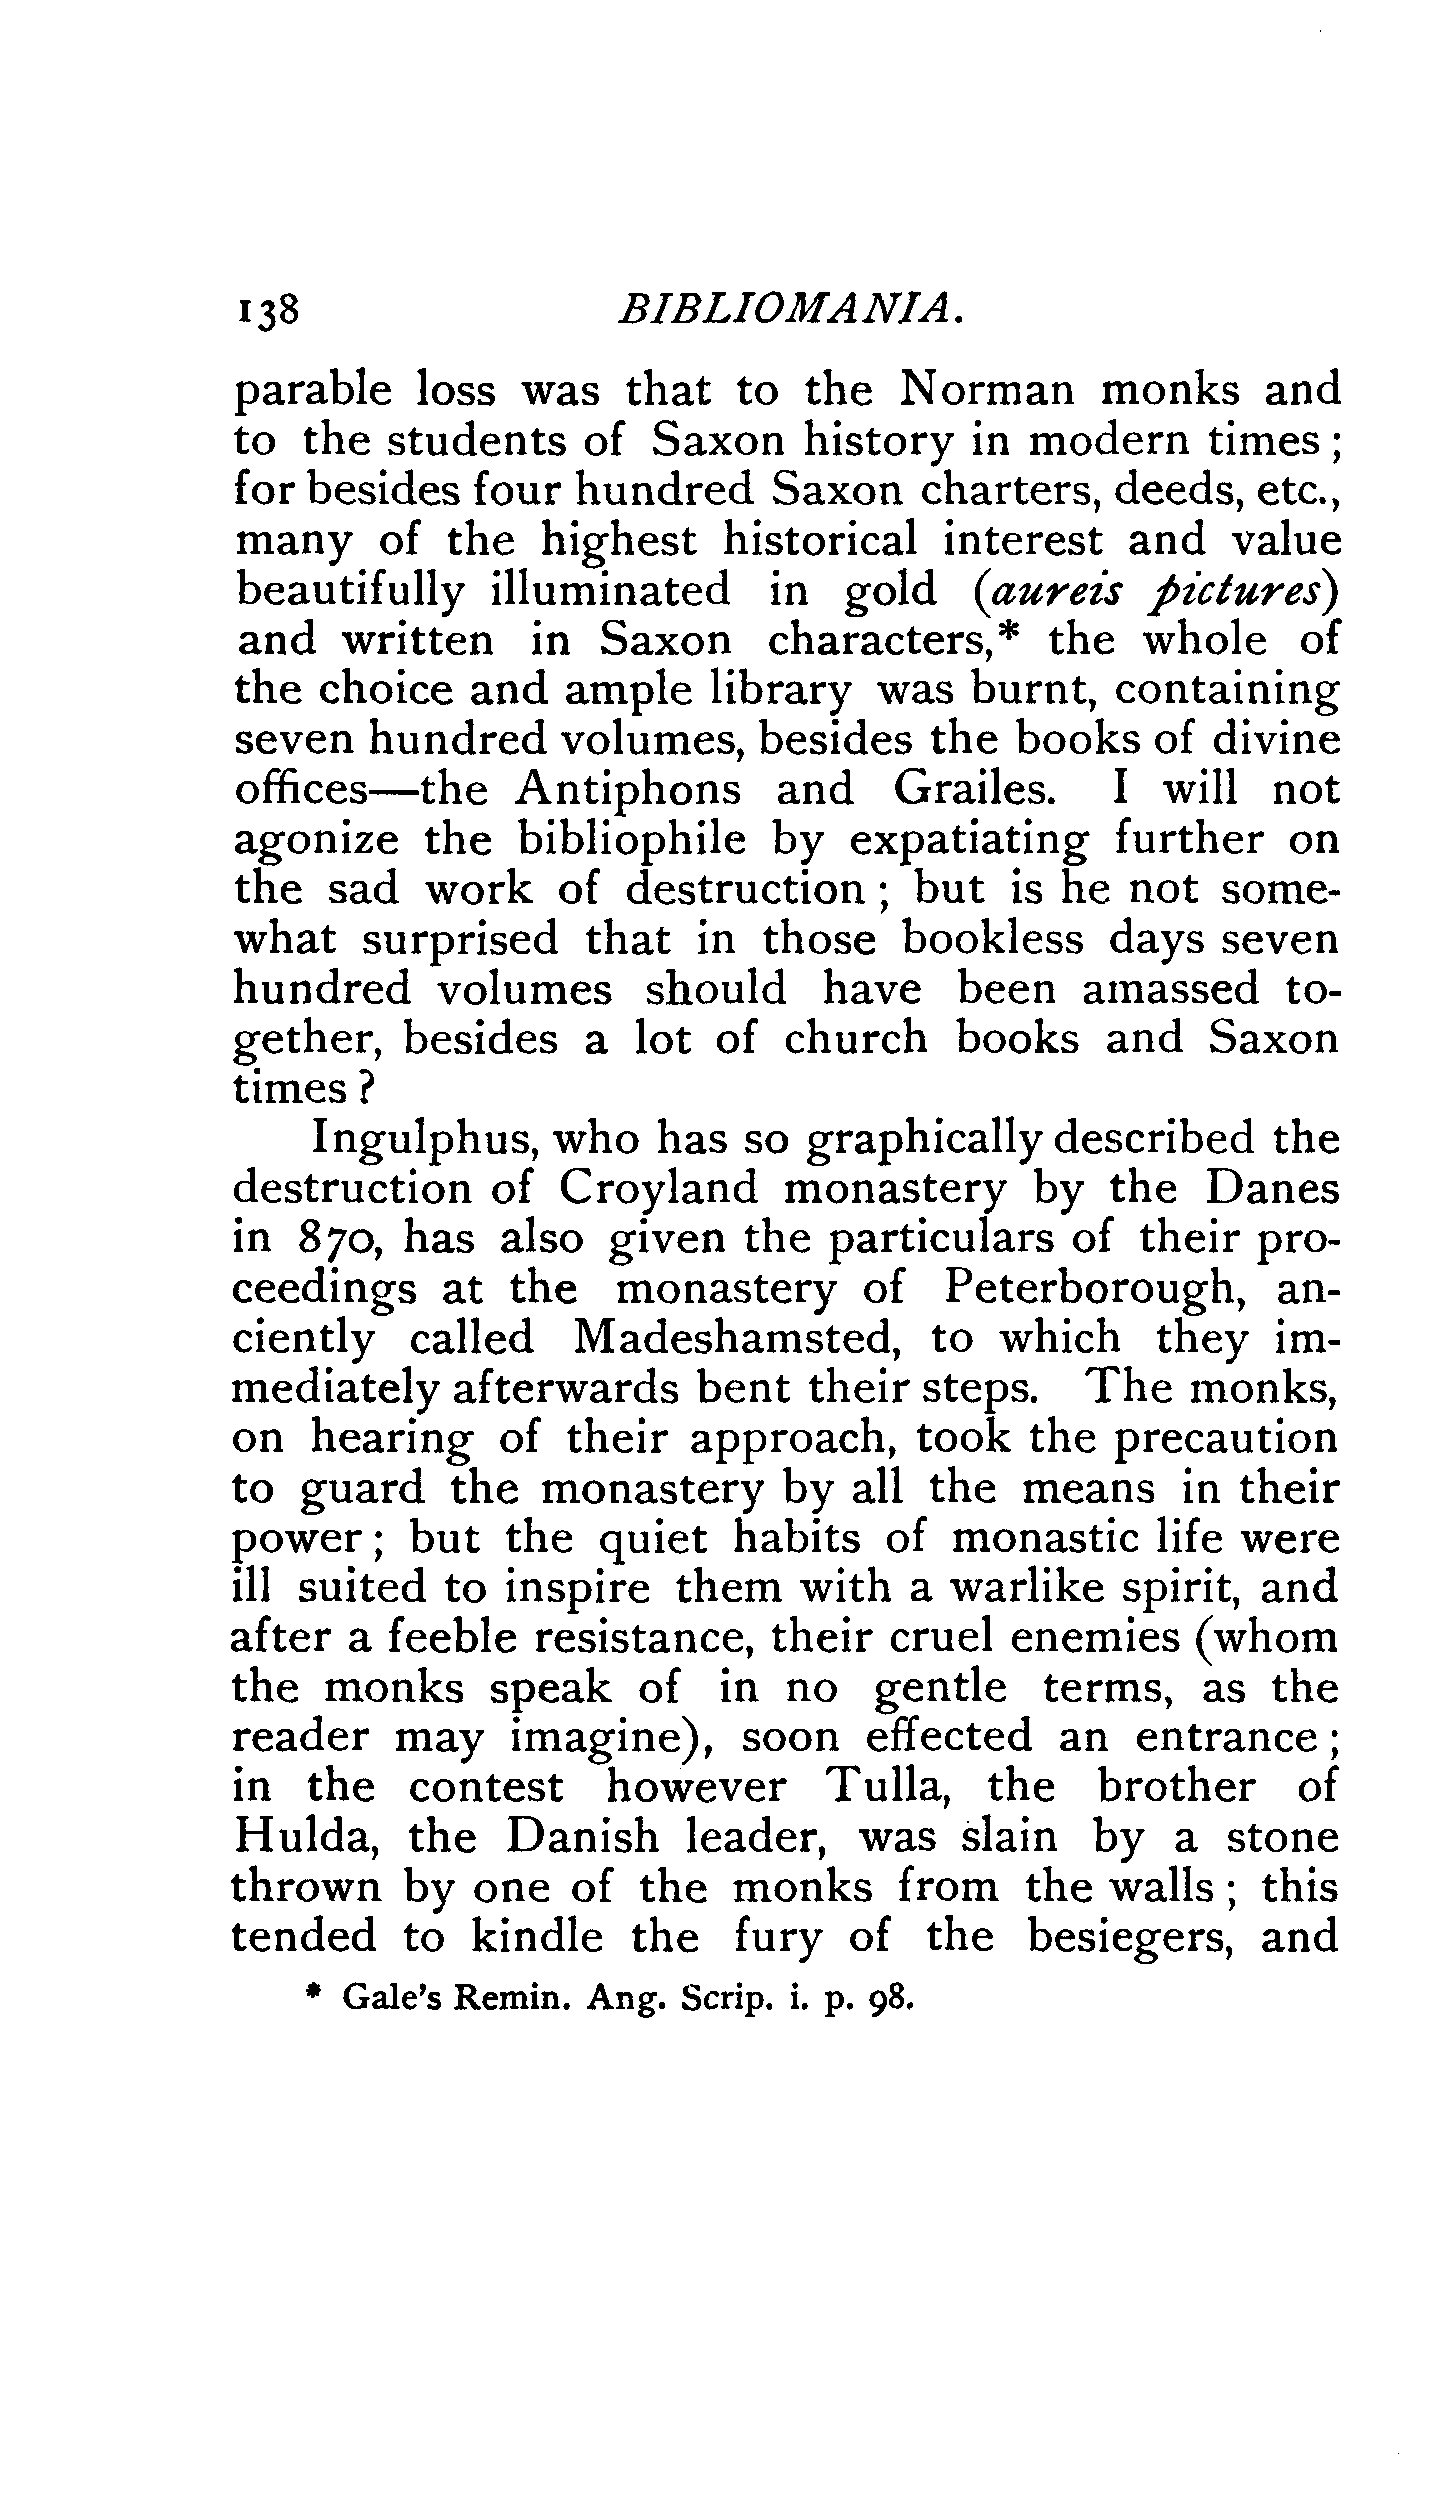 138 BIBLIOMANIA.
parable loss was that to the Norman monks and
to the students of Saxon history in modern times ;
for besides four hundred Saxon charters, deeds, etc.,
many of the highest historical interest and value
beautifully illuminated in gold (aureis pictures)
and written in Saxon characters,* the whole of
the choice and ample library was burnt, containing
seven hundred volumes, besides the books of divine
offices—the Antiphons and Grailes. I will not
agonize the bibliophile by expatiating further on
the sad work of destruction ; but is he not some-
what surprised that in those bookless days seven
hundred volumes should have been amassed to-
gether, besides a lot of church books and Saxon
times ?
Ingulphus, who has so graphically described the
destruction of Croyland monastery by the Danes
in 870, has also given the particulars of their pro-
ceedings at the monastery of Peterborough, an-
ciently called Madeshamsted, to which they im-
mediately afterwards bent their steps. The monks,
on hearing of their approach, took the precaution
to guard the monastery by all the means in their
power ; but the quiet habits of monastic life were
ill suited to inspire them with a warlike spirit, and
after a feeble resistance, their cruel enemies (whom
the monks speak of in no gentle terms, as the
reader may imagine), soon effected an entrance ;
in the contest however Tulla, the brother of
Hulda, the Danish leader, was slain by a stone
thrown by one of the monks from the walls ; this
tended to kindle the fury of the besiegers, and
* Gale's Remin. Ang. Scrip. i. p. 98.